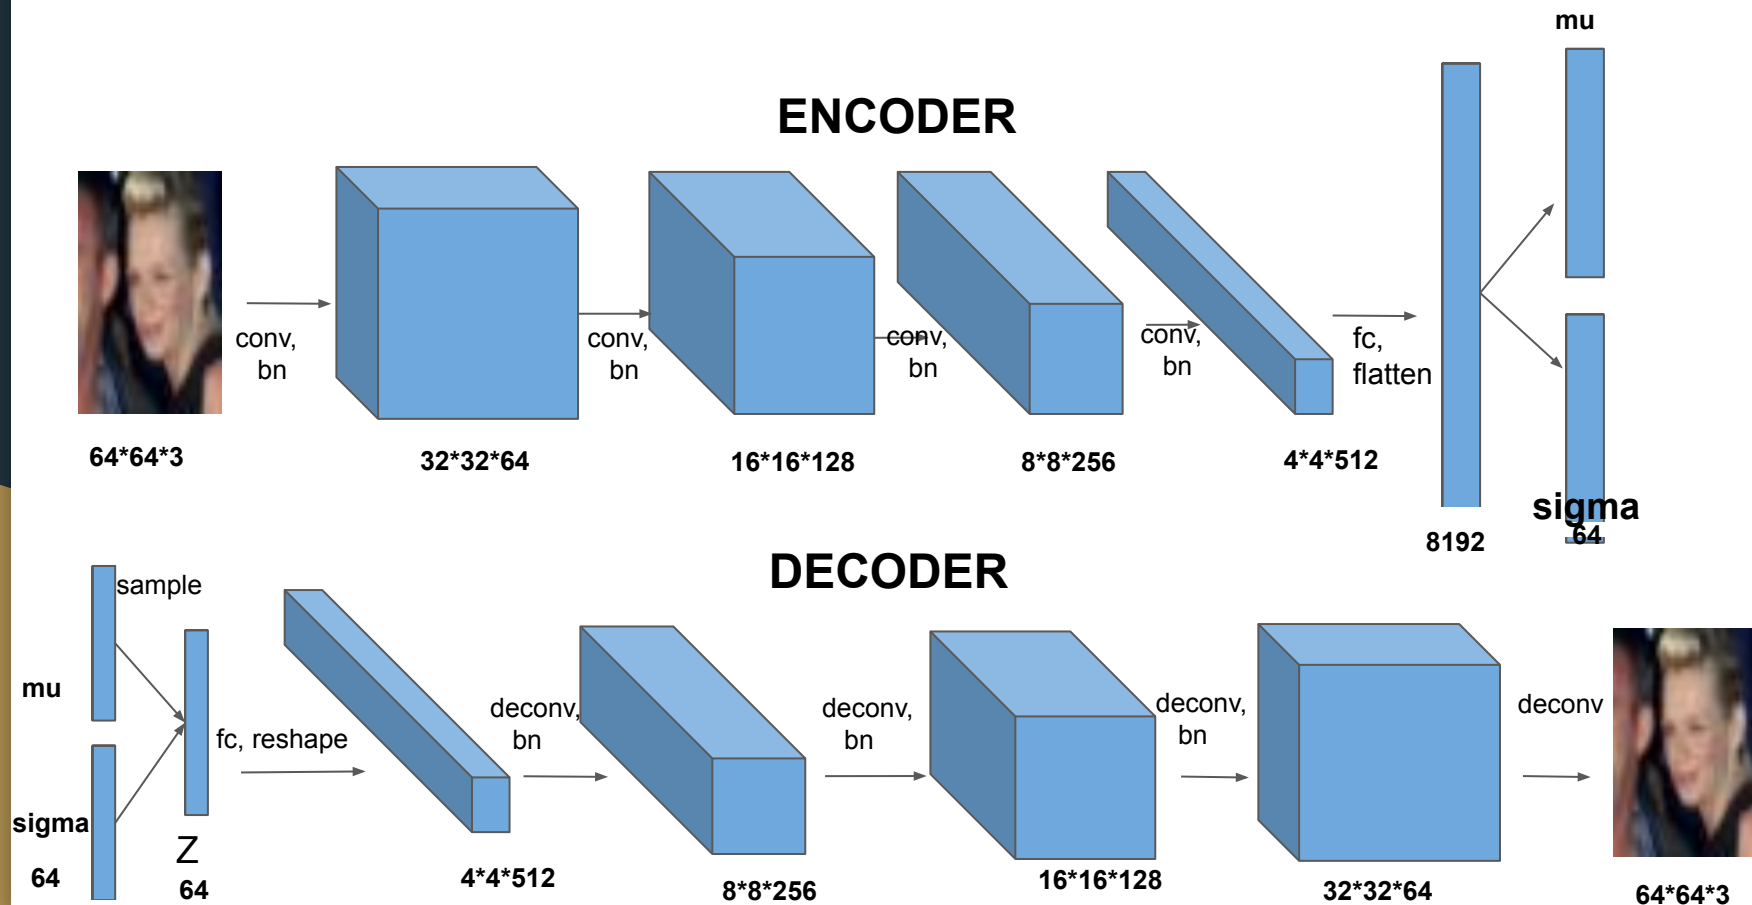 mu
ENCODER
conv,
bn
conv,
bn
conv,
bn
conv,
bn
fc,
flatten
64*64*3
32*32*64
16*16*128
8*8*256
4*4*512
8192
sigma
64
DECODER
sample
mu
sigma
64
Z
64
fc, reshape
4*4*512
deconv,
bn
8*8*256
deconv,
bn
16*16*128
deconv,
bn
32*32*64
deconv
64*64*3